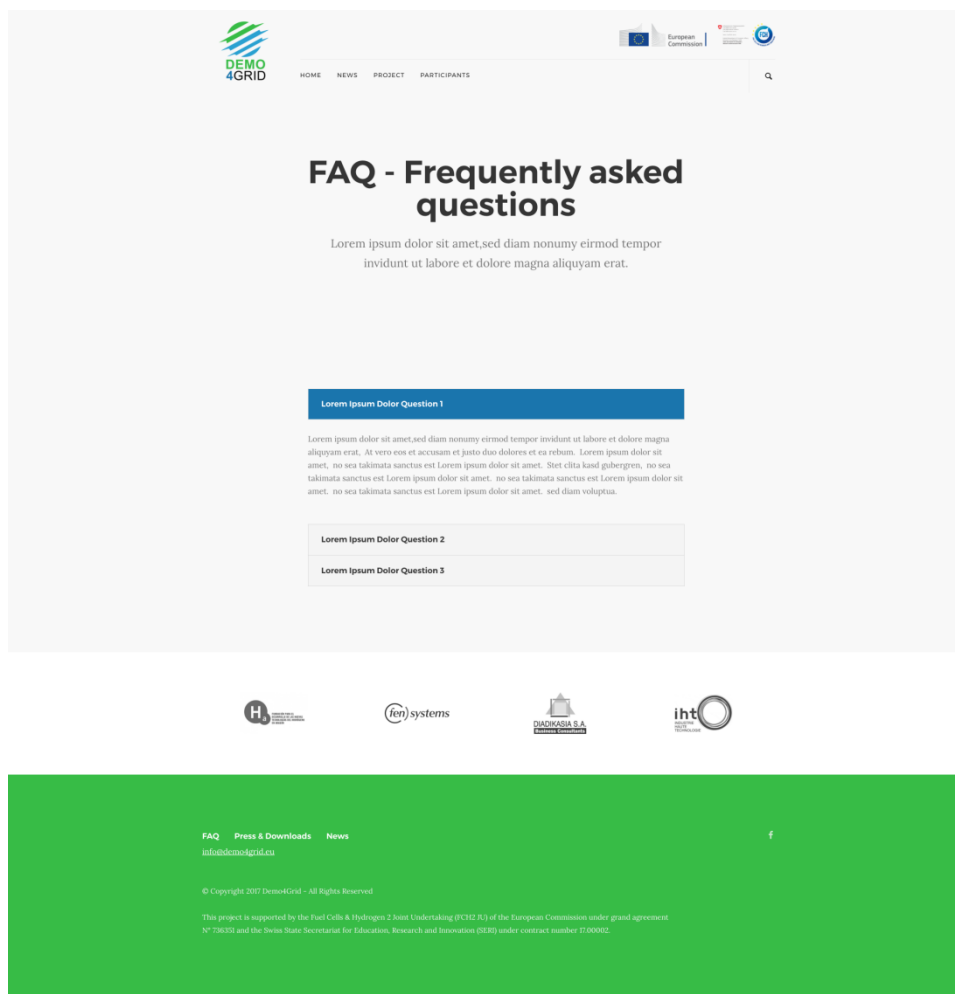 DEMO
4GRID
European
Commission
FCH
HOME NEWS PROJECT PARTICIPANTS
FAQ - Frequently asked
questions
Lorem ipsum dolor sit amet,sed diam nonumy eirmod tempor
invidunt ut labore et dolore magna aliquyam erat.
Lorem Ipsum Dolor Question 1
Lorem ipsum dolor sit amet,sed diam nonumy eirmod tempor invidunt ut labore et dolore magna
aliquyam erat, At vero eos et accusam et justo duo dolores et ea rebum. Lorem ipsum dolor sit
amet, no sea takimata sanctus est Lorem ipsum dolor sit amet. Stet clita kasd gubergren, no sea
takimata sanctus est Lorem ipsum dolor sit amet. no sea takimata sanctus est Lorem ipsum dolor sit
amet. no sea takimata sanctus est Lorem ipsum dolor sit amet. sed diam voluptua.
Lorem Ipsum Dolor Question 2
Lorem Ipsum Dolor Question 3
Ha
fen systems
DIADIKASIA S.A.
Business Consultants
iht
INDUSTRIE
HAUTE
TECHNOLOGIE
FAQ Press & Downloads News
info@demo4grid.eu
© Copyright 2017 Demo4Grid - All Rights Reserved
This project is supported by the Fuel Cells & Hydrogen 2 Joint Undertaking (FCH2 JU) of the European Commission under grand agreement
N° 736351 and the Swiss State Secretariat for Education, Research and Innovation (SERI) under contract number 17.00002.